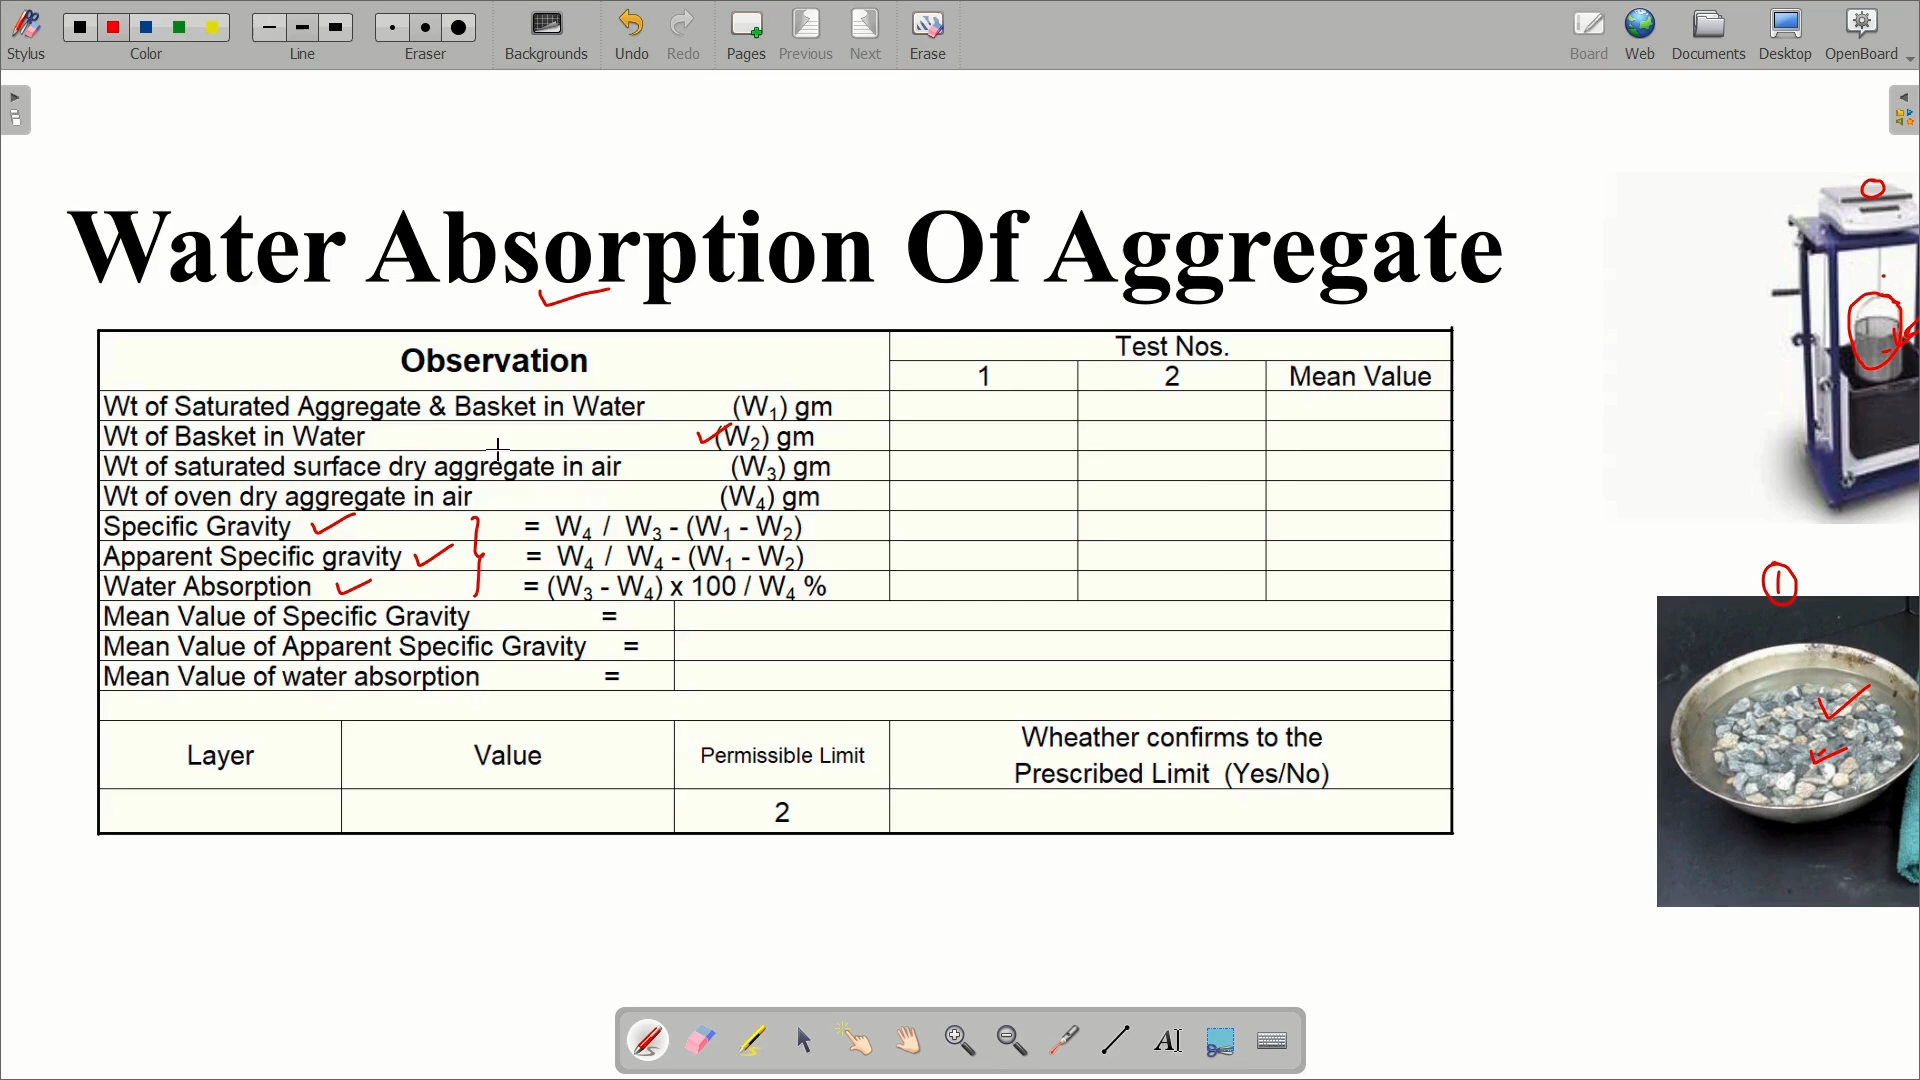 Stylus Color Line Eraser Backgrounds Undo Redo Pages Previous Next Erase Board Web Documents Desktop OpenBoard
Water Absorption Of Aggregate
Observation
Test Nos.
1 2 Mean Value
Wt of Saturated Aggregate & Basket in Water (W₁) gm
Wt of Basket in Water (W₂) gm
Wt of saturated surface dry aggregate in air (W₃) gm
Wt of oven dry aggregate in air (W₄) gm
Specific Gravity = W₄ / W₃ - (W₁ - W₂)
Apparent Specific gravity = W₄ / W₄ - (W₁ - W₂)
Water Absorption = (W₃ - W₄) x 100 / W₄ %
Mean Value of Specific Gravity =
Mean Value of Apparent Specific Gravity =
Mean Value of water absorption =
Layer Value Permissible Limit Wheather confirms to the
Prescribed Limit (Yes/No)
2
1